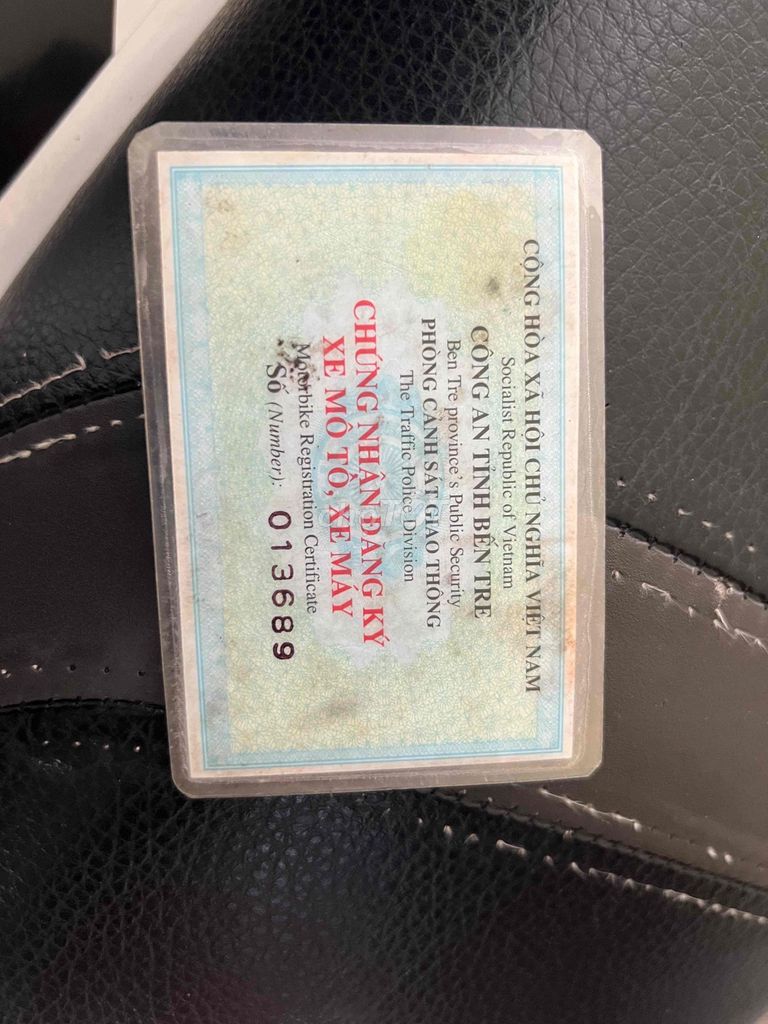 CỘNG HÒA XÃ HỘI CHỦ NGHĨA VIỆT NAM
Socialist Republic of Vietnam
CÔNG AN TỈNH BẾN TRE
Ben Tre province's Public Security
PHÒNG CẢNH SÁT GIAO THÔNG
The Traffic Police Division
CHỨNG NHẬN ĐĂNG KÝ
XE MÔ TÔ, XE MÁY
Motorbike Registration Certificate
Số (Number): 013689